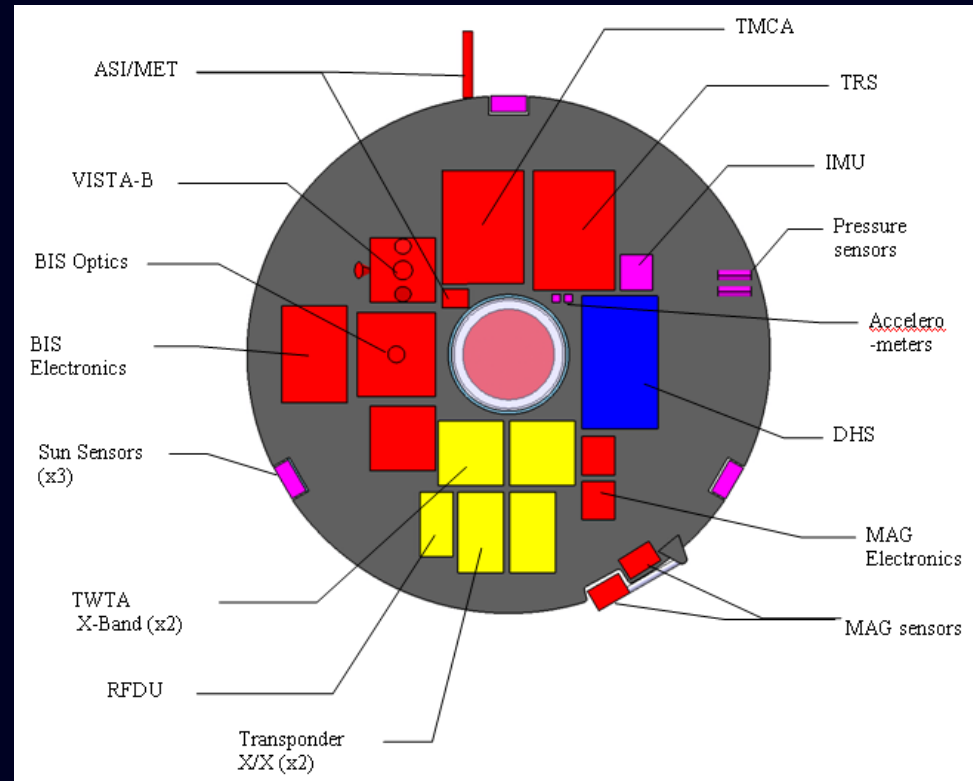 TMCA
ASI/MET
TRS
IMU
VISTA-B
Pressure
sensors
BIS Optics
Accelero
-meters
BIS
Electronics
DHS
Sun Sensors
(x3)
MAG
Electronics
TWTA
X-Band (x2)
MAG sensors
RFDU
Transponder
X/X (x2)